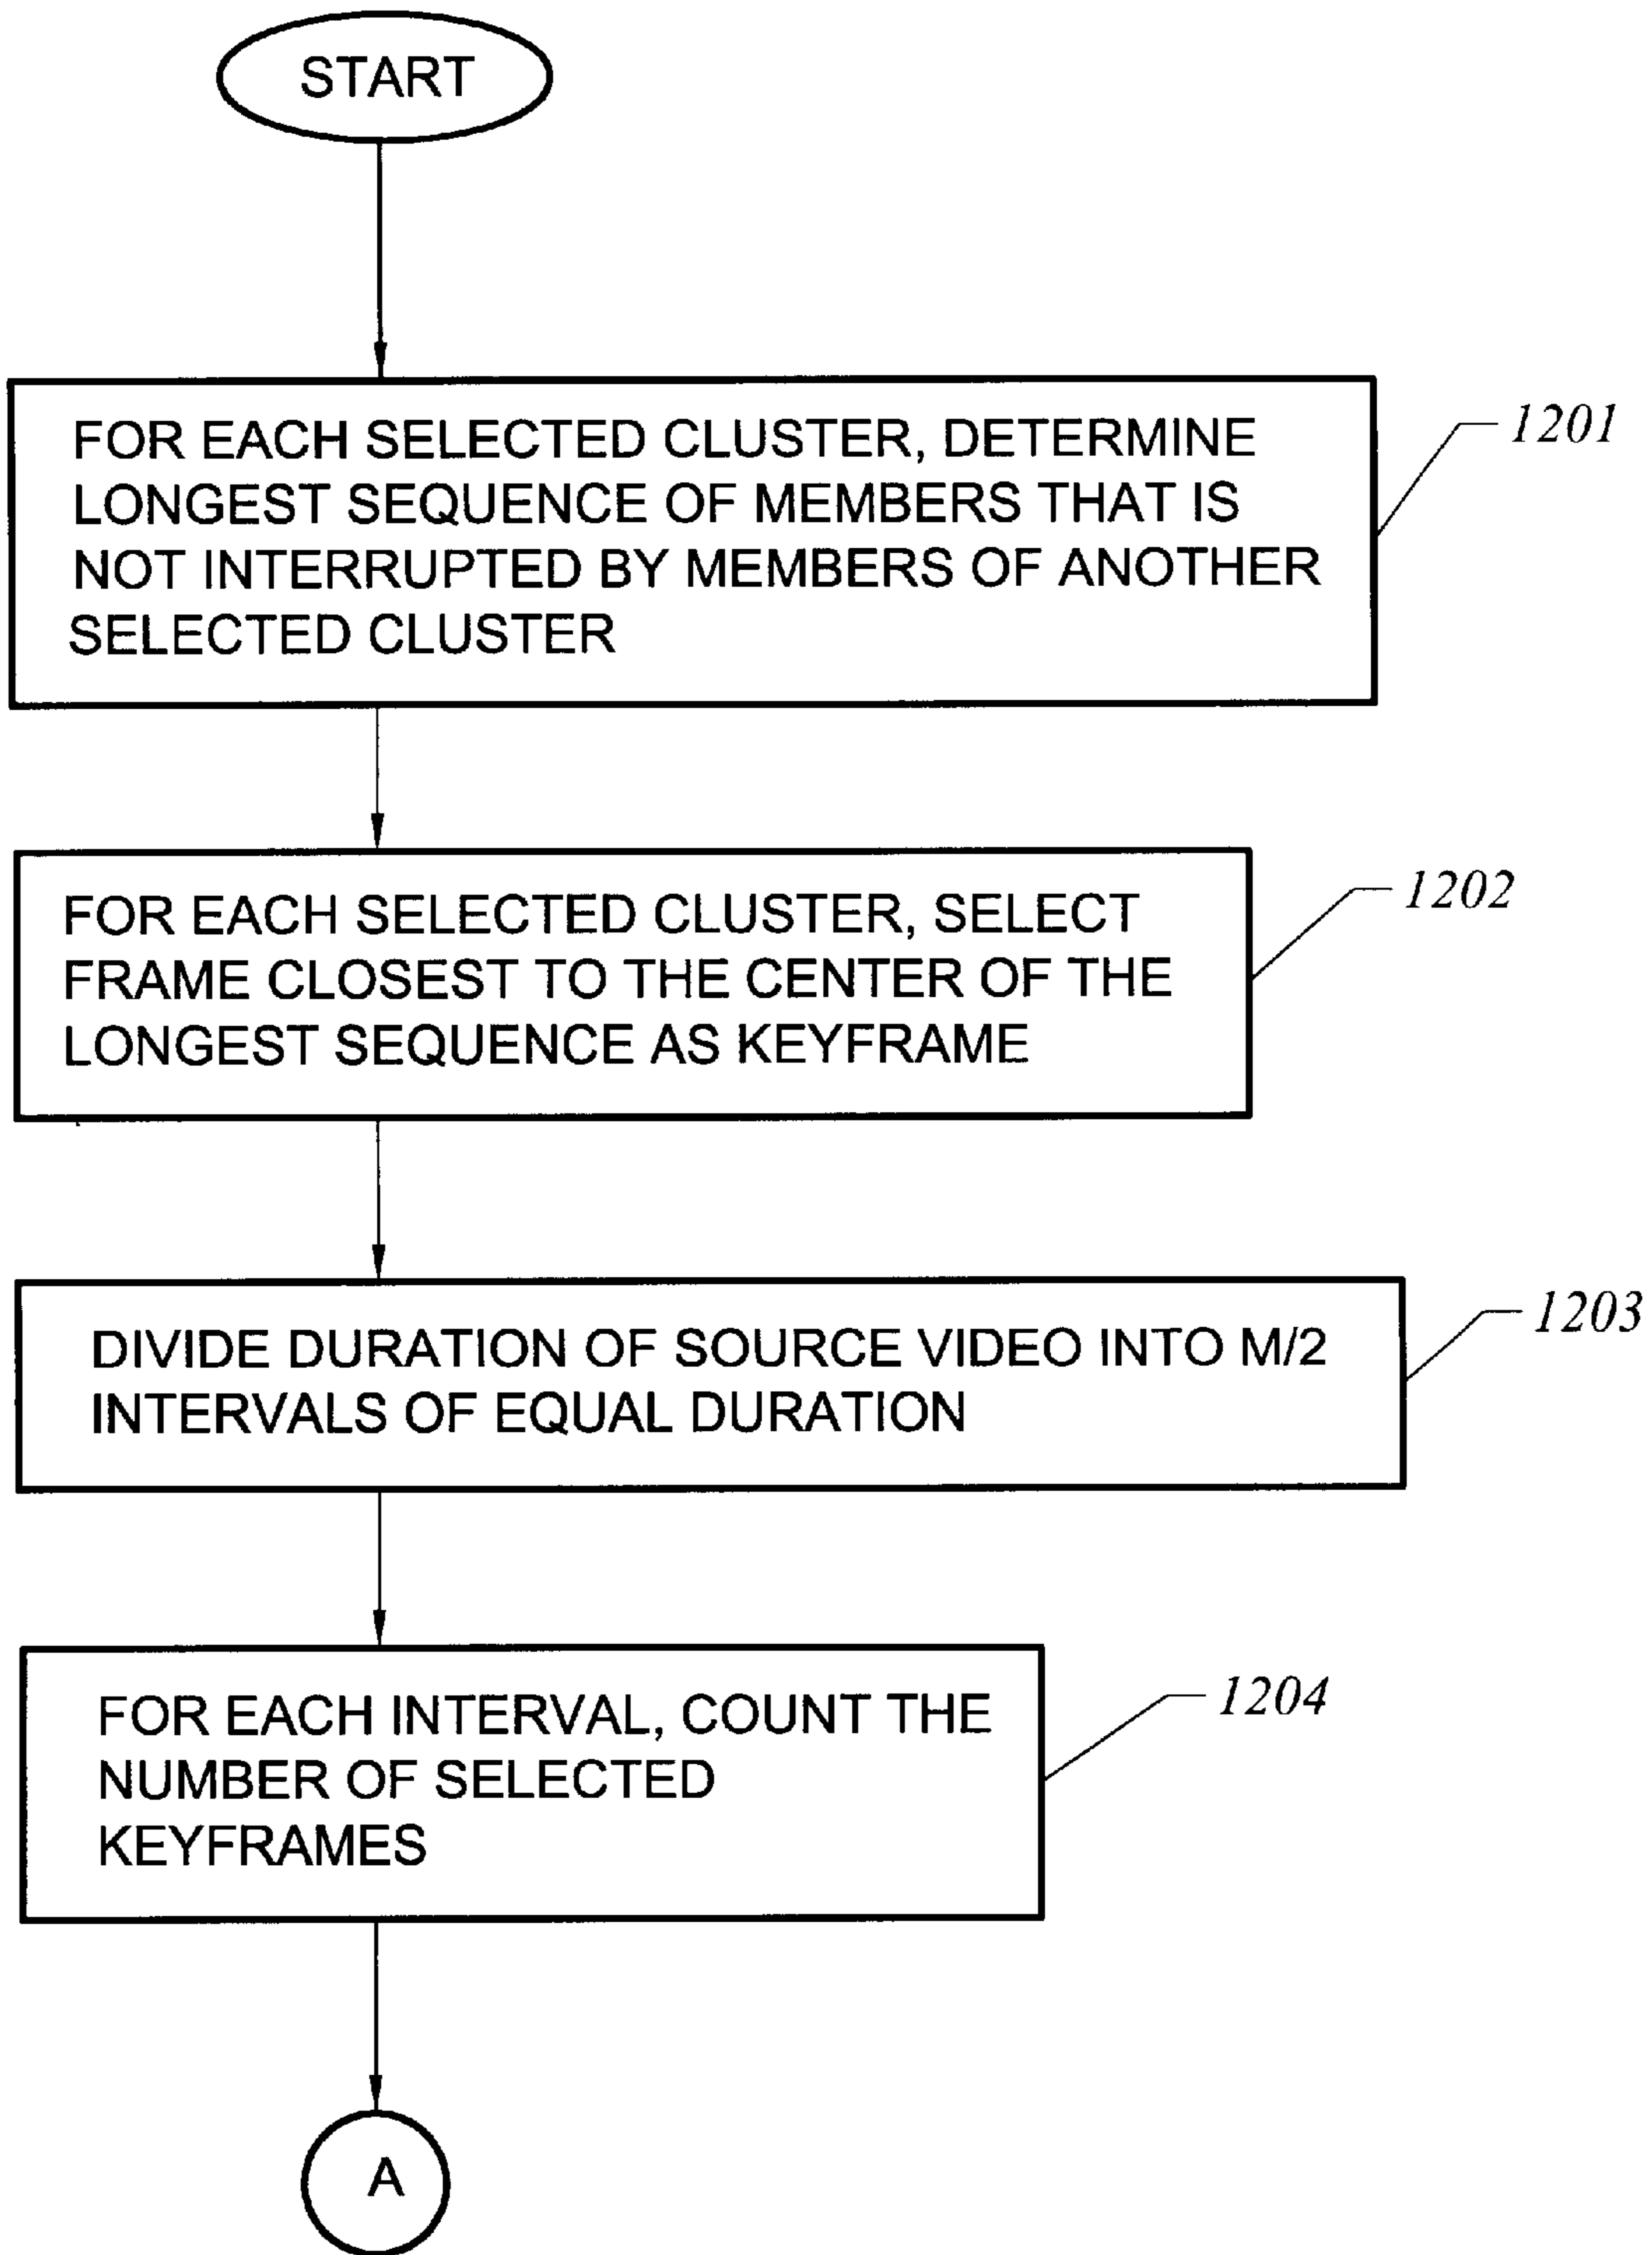 START
FOR EACH SELECTED CLUSTER, DETERMINE
LONGEST SEQUENCE OF MEMBERS THAT IS
NOT INTERRUPTED BY MEMBERS OF ANOTHER
SELECTED CLUSTER
1201
FOR EACH SELECTED CLUSTER, SELECT
FRAME CLOSEST TO THE CENTER OF THE
LONGEST SEQUENCE AS KEYFRAME
1202
DIVIDE DURATION OF SOURCE VIDEO INTO M/2
INTERVALS OF EQUAL DURATION
1203
FOR EACH INTERVAL, COUNT THE
NUMBER OF SELECTED
KEYFRAMES
1204
A